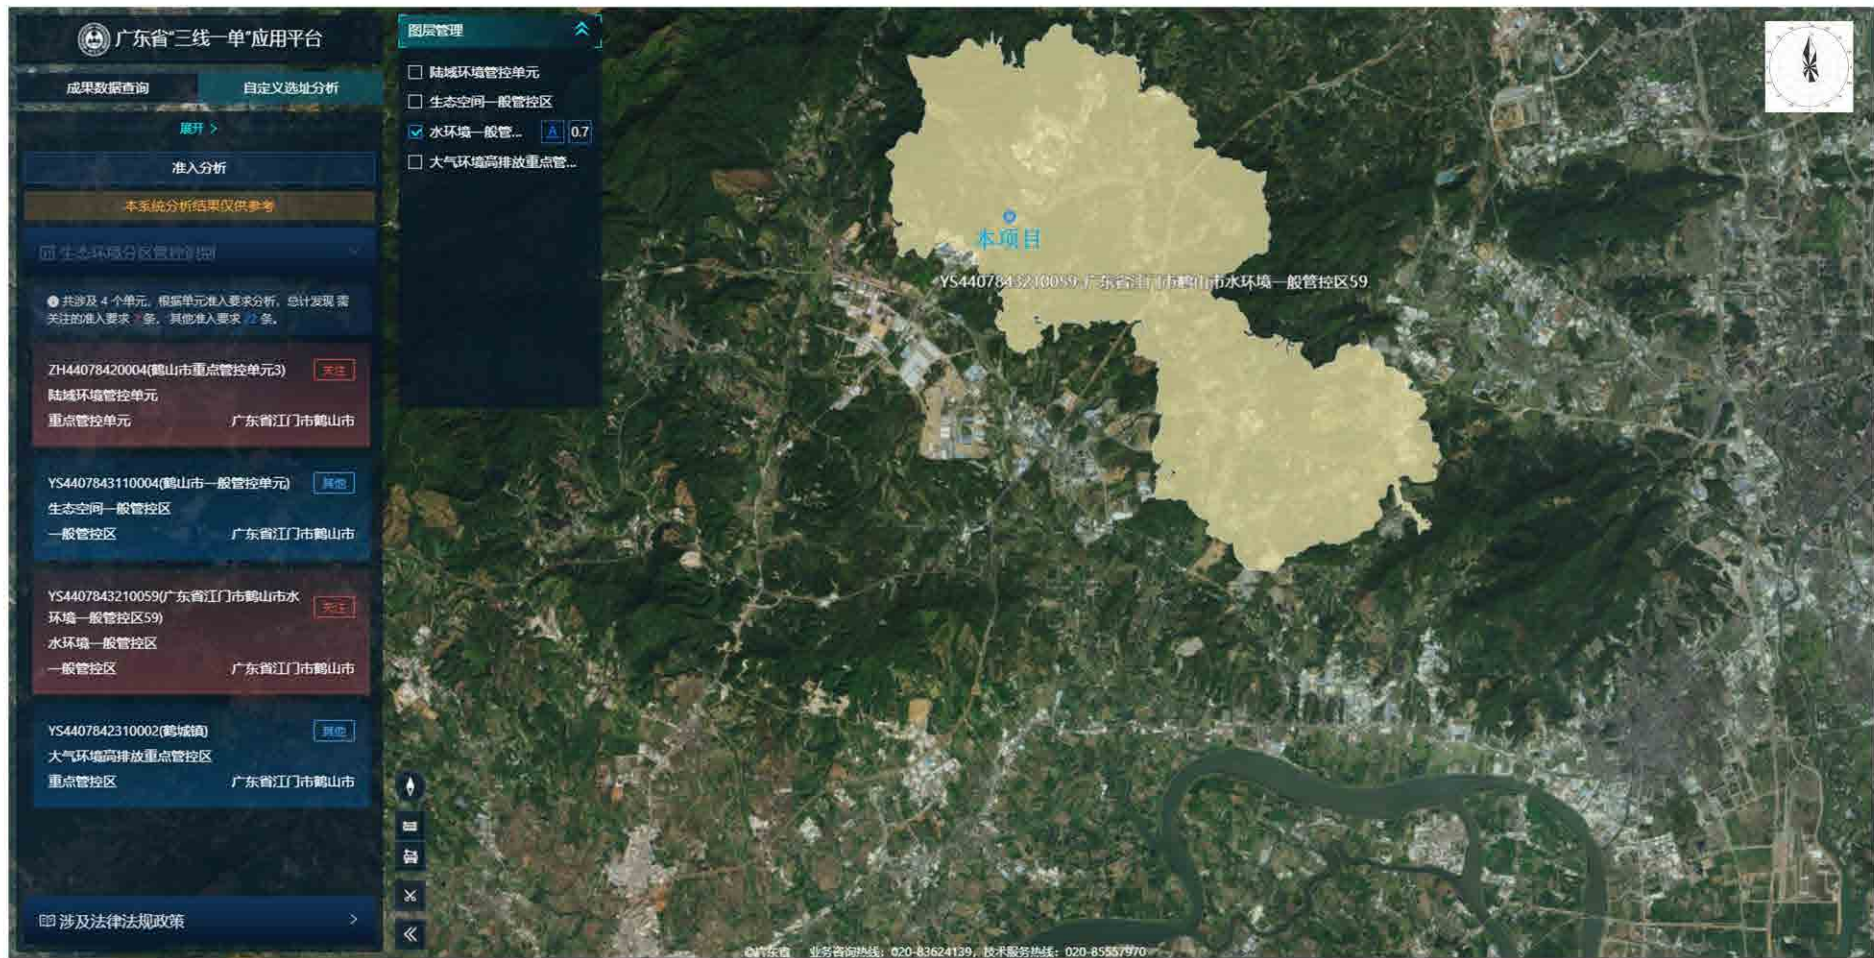 广东省“三线一单”应用平台
成果数据查询
自定义选址分析
展开 >
准入分析
本系统分析结果仅供参考
生态环境分区管控识别
共涉及 4 个单元，根据单元准入要求分析，总计发现 需
关注的准入要求 2 条，其他准入要求 22 条。
ZH44078420004(鹤山市重点管控单元3)
关注
陆域环境管控单元
重点管控单元
广东省江门市鹤山市
YS4407843110004(鹤山市一般管控单元)
其他
生态空间一般管控区
一般管控区
广东省江门市鹤山市
YS4407843210059(广东省江门市鹤山市水
环境一般管控区59)
关注
水环境一般管控区
一般管控区
广东省江门市鹤山市
YS4407842310002(鹤城镇)
其他
大气环境高排放重点管控区
重点管控区
广东省江门市鹤山市
涉及法律法规政策 >
图层管理
陆域环境管控单元
生态空间一般管控区
水环境一般管...
A
0.7
大气环境高排放重点管...
本项目
YS4407843210059-广东省江门市鹤山市水环境一般管控区59
©广东省
业务咨询热线：020-83624139，技术服务热线：020-85557970